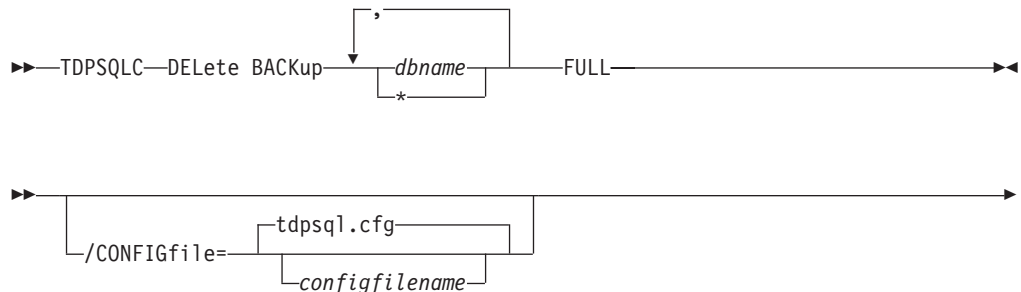 ,
TDPSQLC DELete BACKup dbname FULL
*
tdpsql.cfg
/CONFIGfile=
configfilename